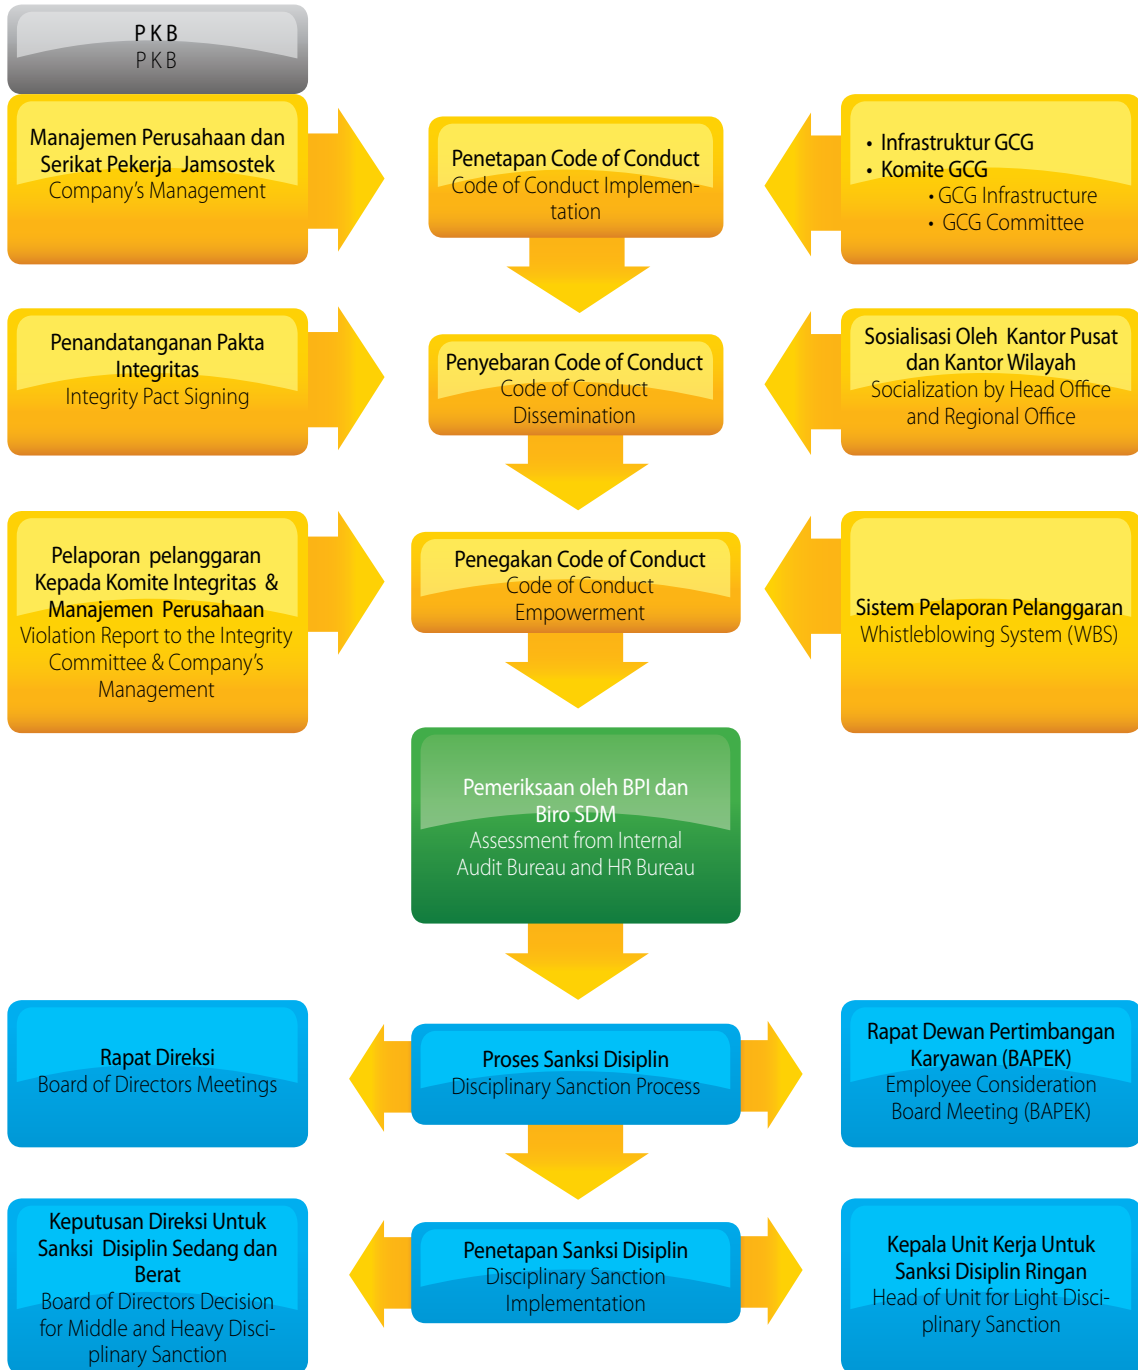 PKB
PKB
Manajemen Perusahaan dan
Serikat Pekerja Jamsostek
Company's Management
Penetapan Code of Conduct
Code of Conduct Implemen-
tation
• Infrastruktur GCG
• Komite GCG
• GCG Infrastructure
• GCG Committee
Penandatanganan Pakta
Integritas
Integrity Pact Signing
Penyebaran Code of Conduct
Code of Conduct
Dissemination
Sosialisasi Oleh Kantor Pusat
dan Kantor Wilayah
Socialization by Head Office
and Regional Office
Pelaporan pelanggaran
Kepada Komite Integritas &
Manajemen Perusahaan
Violation Report to the Integrity
Committee & Company's
Management
Penegakan Code of Conduct
Code of Conduct
Empowerment
Sistem Pelaporan Pelanggaran
Whistleblowing System (WBS)
Pemeriksaan oleh BPI dan
Biro SDM
Assessment from Internal
Audit Bureau and HR Bureau
Rapat Direksi
Board of Directors Meetings
Proses Sanksi Disiplin
Disciplinary Sanction Process
Rapat Dewan Pertimbangan
Karyawan (BAPEK)
Employee Consideration
Board Meeting (BAPEK)
Keputusan Direksi Untuk
Sanksi Disiplin Sedang dan
Berat
Board of Directors Decision
for Middle and Heavy Disci-
plinary Sanction
Penetapan Sanksi Disiplin
Disciplinary Sanction
Implementation
Kepala Unit Kerja Untuk
Sanksi Disiplin Ringan
Head of Unit for Light Disci-
plinary Sanction